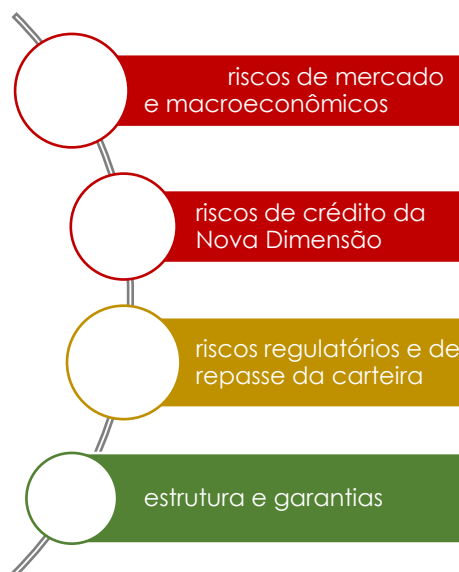 riscos de mercado
e macroeconômicos
riscos de crédito da
Nova Dimensão
riscos regulatórios e de
repasse da carteira
estrutura e garantias